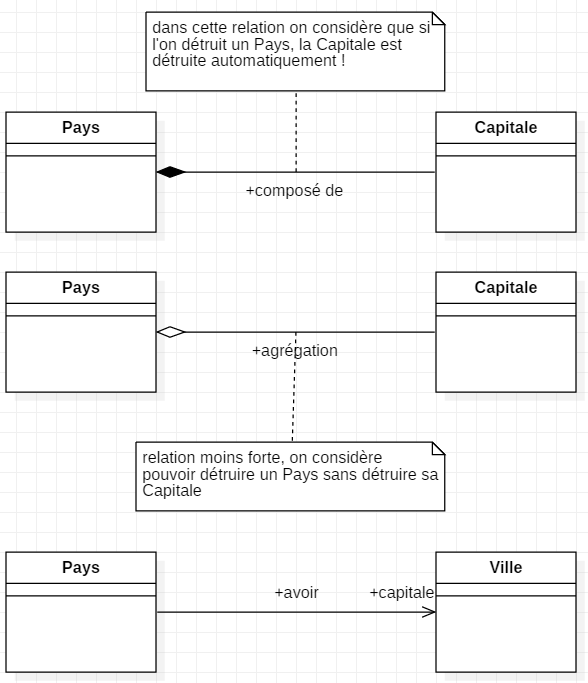 dans cette relation on considère que si
l'on détruit un Pays, la Capitale est
détruite automatiquement !
Pays
Capitale
+composé de
Pays
Capitale
+agrégation
relation moins forte, on considère
pouvoir détruire un Pays sans détruire sa
Capitale
Pays
Ville
+avoir
+capitale